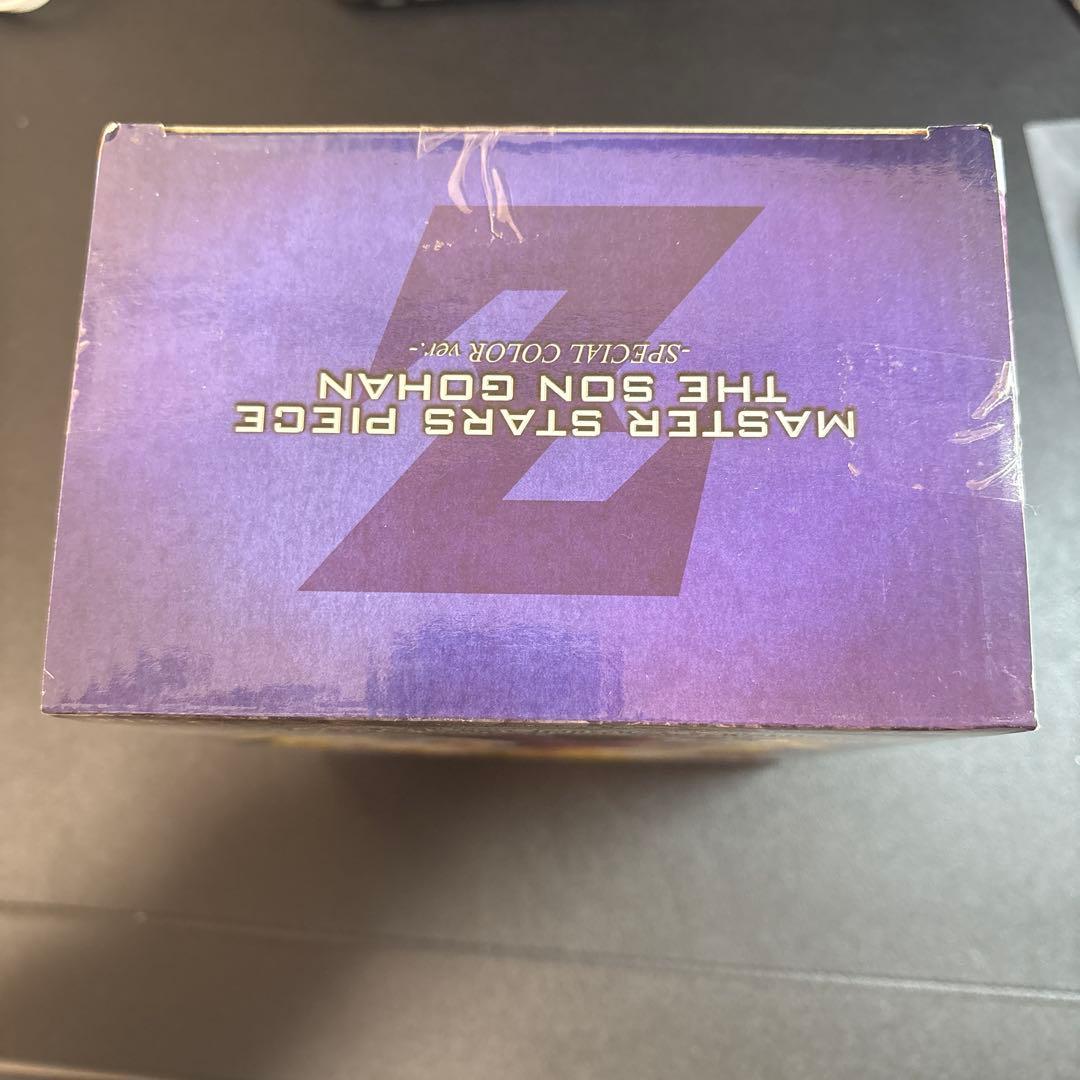 MASTER STARS PIECE
THE SON GOHAN
-SPECIAL COLOR ver.-
Z